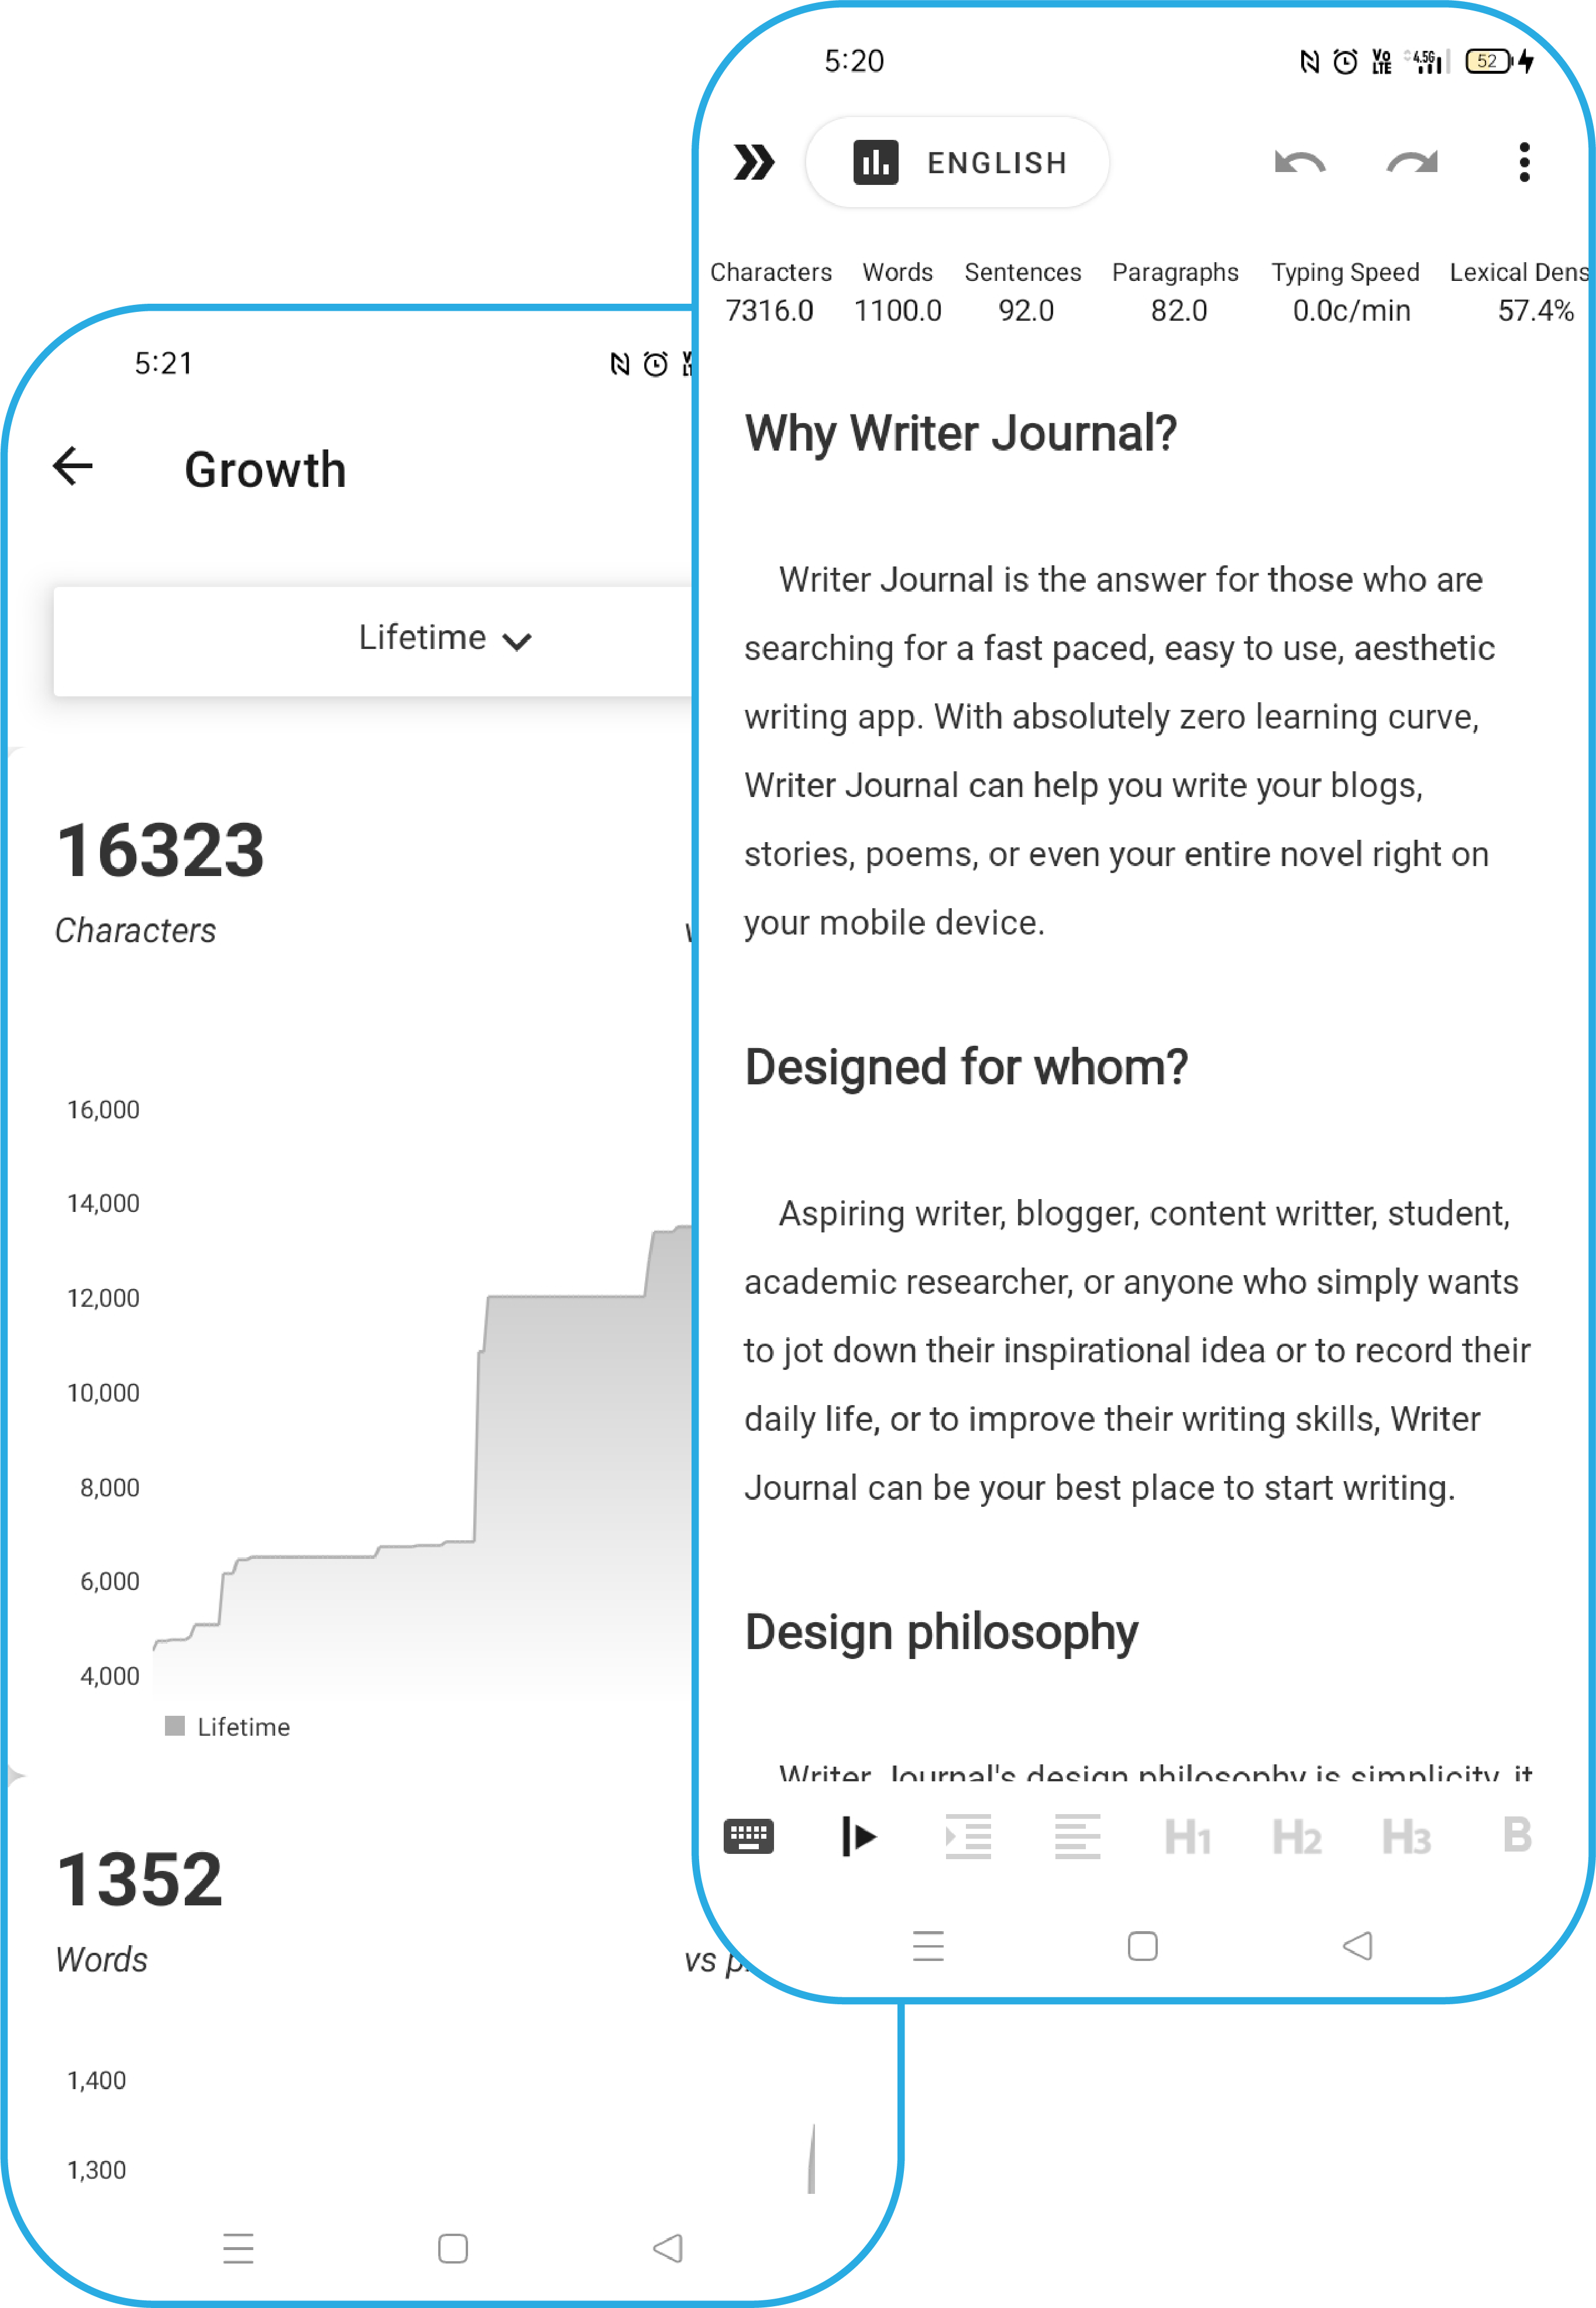 5:20
4.5G
Vo
LTE
52
ENGLISH
Characters Words Sentences Paragraphs Typing Speed Lexical Dens
7316.0 1100.0 92.0 82.0 0.0c/min 57.4%
Why Writer Journal?
Writer Journal is the answer for those who are
searching for a fast paced, easy to use, aesthetic
writing app. With absolutely zero learning curve,
Writer Journal can help you write your blogs,
stories, poems, or even your entire novel right on
your mobile device.
Designed for whom?
Aspiring writer, blogger, content writter, student,
academic researcher, or anyone who simply wants
to jot down their inspirational idea or to record their
daily life, or to improve their writing skills, Writer
Journal can be your best place to start writing.
Design philosophy
Writer Journal's design philosophy is simplicity, it
H1 H2 H3 B
5:21
Growth
Lifetime
16323
Characters
16,000
14,000
12,000
10,000
8,000
6,000
4,000
Lifetime
1352
Words
vs
1,400
1,300